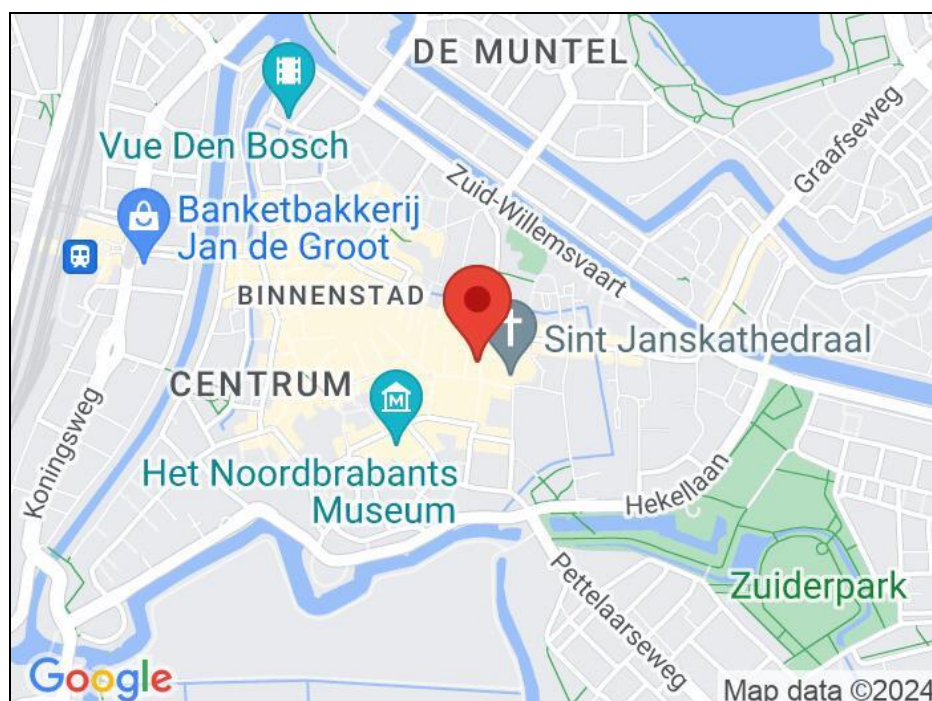 DE MUNTEL
Vue Den Bosch
Graafseweg
Zuid-Willemsvaart
Banketbakkerij
Jan de Groot
BINNENSTAD
Sint Janskathedraal
CENTRUM
M
Koningsweg
Het Noordbrabants
Museum
Hekellaan
Zuiderpark
Pettelaarseweg
Google
Map data ©2024